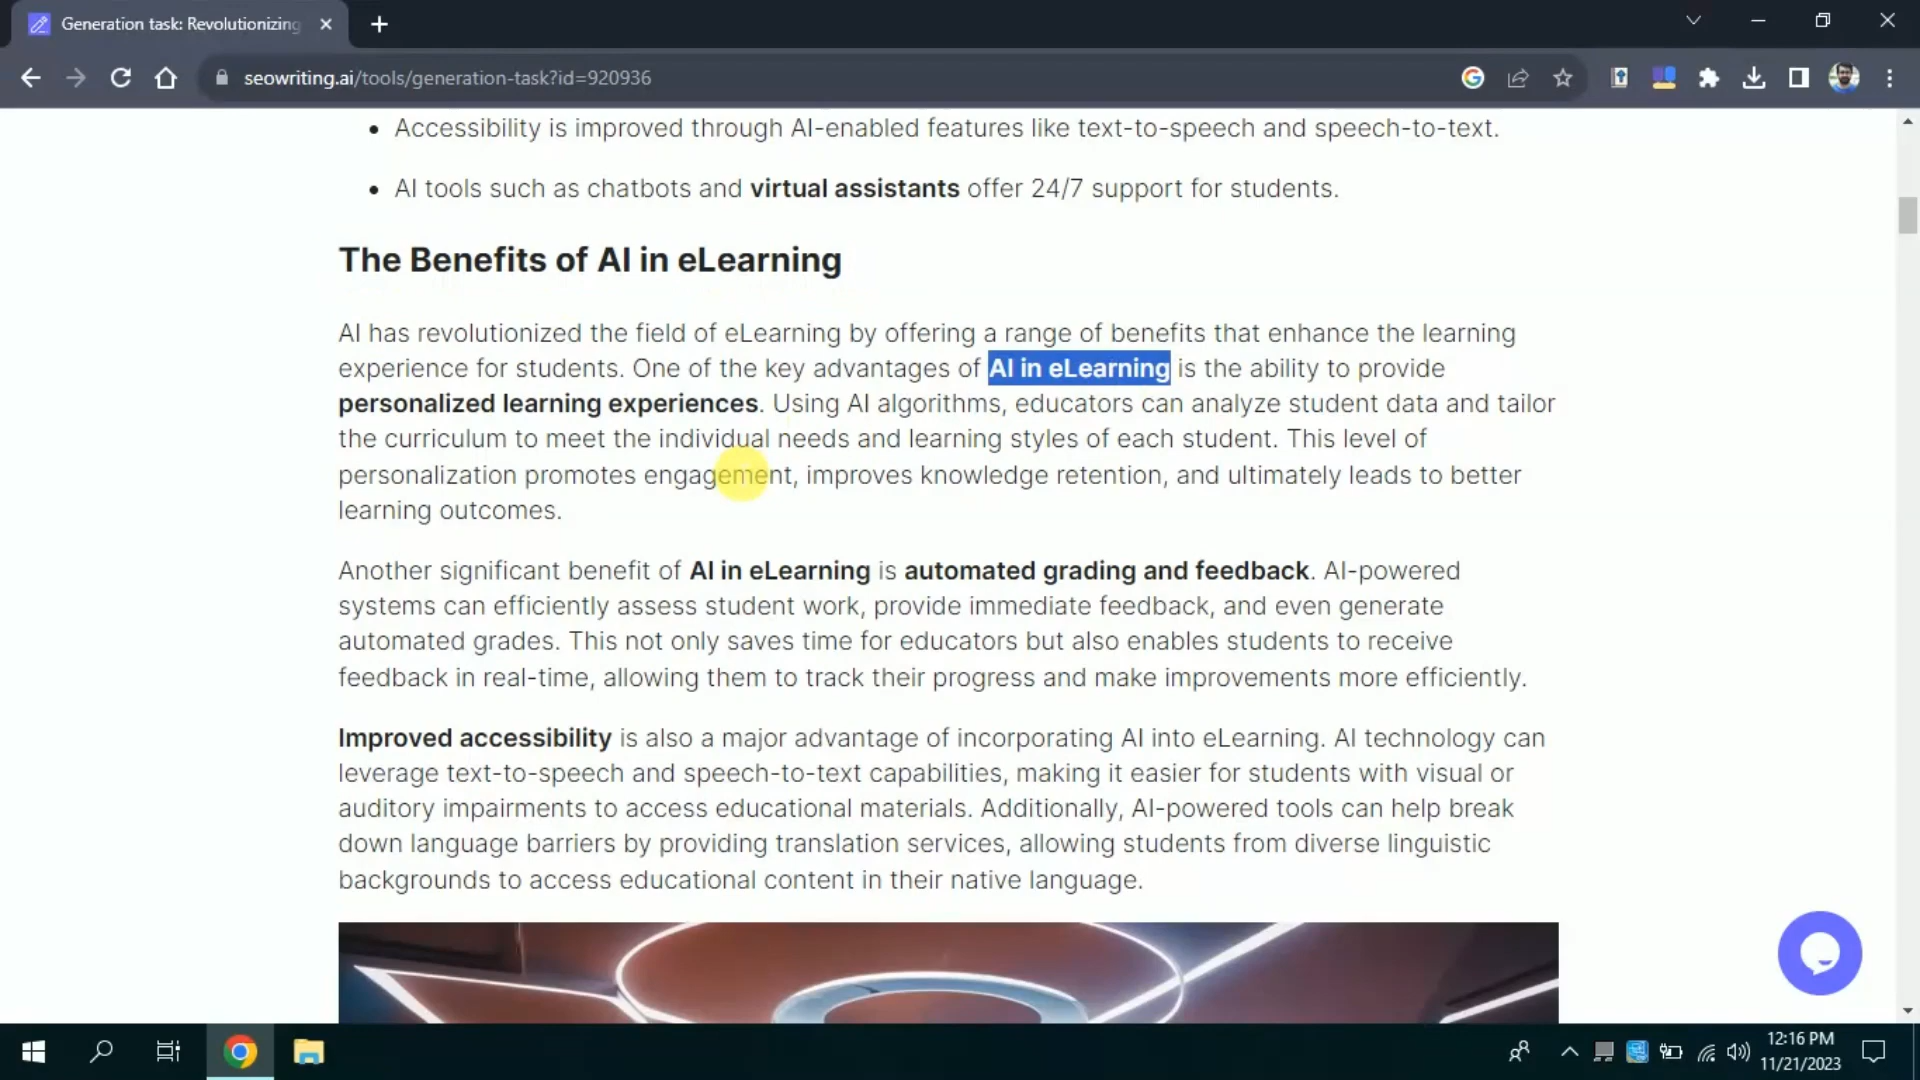 Generation task: Revolutionizing
seowriting.ai/tools/generation-task?id=920936
• Accessibility is improved through AI-enabled features like text-to-speech and speech-to-text.
• AI tools such as chatbots and virtual assistants offer 24/7 support for students.
The Benefits of AI in eLearning
AI has revolutionized the field of eLearning by offering a range of benefits that enhance the learning
experience for students. One of the key advantages of AI in eLearning is the ability to provide
personalized learning experiences. Using AI algorithms, educators can analyze student data and tailor
the curriculum to meet the individual needs and learning styles of each student. This level of
personalization promotes engagement, improves knowledge retention, and ultimately leads to better
learning outcomes.
Another significant benefit of AI in eLearning is automated grading and feedback. AI-powered
systems can efficiently assess student work, provide immediate feedback, and even generate
automated grades. This not only saves time for educators but also enables students to receive
feedback in real-time, allowing them to track their progress and make improvements more efficiently.
Improved accessibility is also a major advantage of incorporating AI into eLearning. AI technology can
leverage text-to-speech and speech-to-text capabilities, making it easier for students with visual or
auditory impairments to access educational materials. Additionally, AI-powered tools can help break
down language barriers by providing translation services, allowing students from diverse linguistic
backgrounds to access educational content in their native language.
12:16 PM
11/21/2023